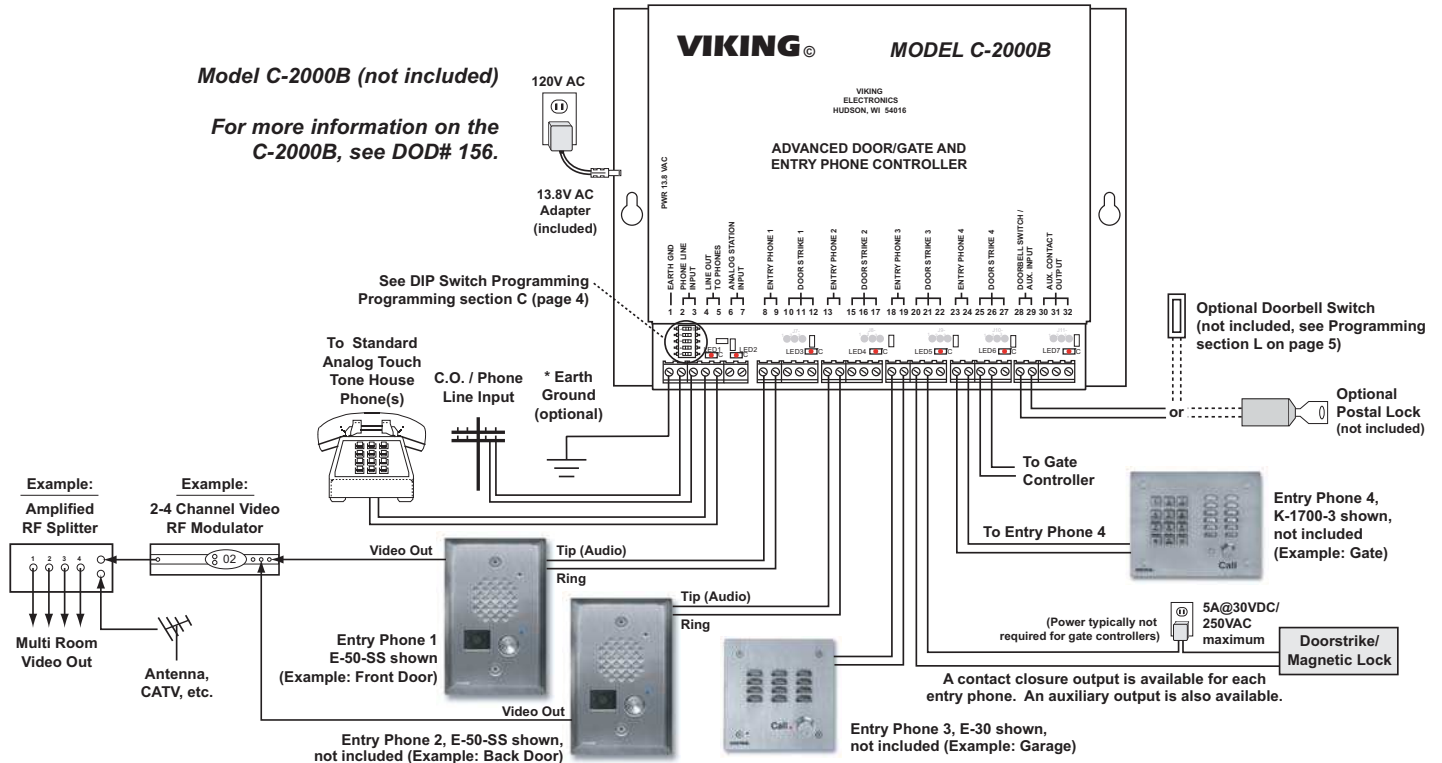 VIKING©
MODEL C-2000B
Model C-2000B (not included)
For more information on the
C-2000B, see DOD# 156.
120V AC
13.8V AC
Adapter
(included)
VIKING
ELECTRONICS
HUDSON, WI 54016
ADVANCED DOOR/GATE AND
ENTRY PHONE CONTROLLER
PWR 13.8 VAC
EARTH GND
PHONE LINE
INPUT
LINE OUT
TO PHONES
ANALOG STATION
INPUT
ENTRY PHONE 1
DOOR STRIKE 1
ENTRY PHONE 2
DOOR STRIKE 2
ENTRY PHONE 3
DOOR STRIKE 3
ENTRY PHONE 4
DOOR STRIKE 4
DOORBELL SWITCH /
AUX. INPUT
AUX. CONTACT
OUTPUT
1 2 3 4 5 6 7 8 9 10 11 12 13 15 16 17 18 19 20 21 22 23 24 25 26 27 28 29 30 31 32
LED1 LED2 LED3 LED4 LED5 LED6 LED7
See DIP Switch Programming
Programming section C (page 4)
Optional Doorbell Switch
(not included, see Programming
section L on page 5)
or
Optional
Postal Lock
(not included)
To Standard
Analog Touch
Tone House
Phone(s)
C.O. / Phone
Line Input
* Earth
Ground
(optional)
To Gate
Controller
To Entry Phone 4
Entry Phone 4,
K-1700-3 shown,
not included
(Example: Gate)
Call
Example:
Amplified
RF Splitter
1 2 3 4
Example:
2-4 Channel Video
RF Modulator
02
Video Out
Tip (Audio)
Ring
Tip (Audio)
Ring
Multi Room
Video Out
Antenna,
CATV, etc.
Entry Phone 1
E-50-SS shown
(Example: Front Door)
Video Out
Entry Phone 2, E-50-SS shown,
not included (Example: Back Door)
Call
Entry Phone 3, E-30 shown,
not included (Example: Garage)
(Power typically not
required for gate controllers)
5A@30VDC/
250VAC
maximum
Doorstrike/
Magnetic Lock
A contact closure output is available for each
entry phone. An auxiliary output is also available.